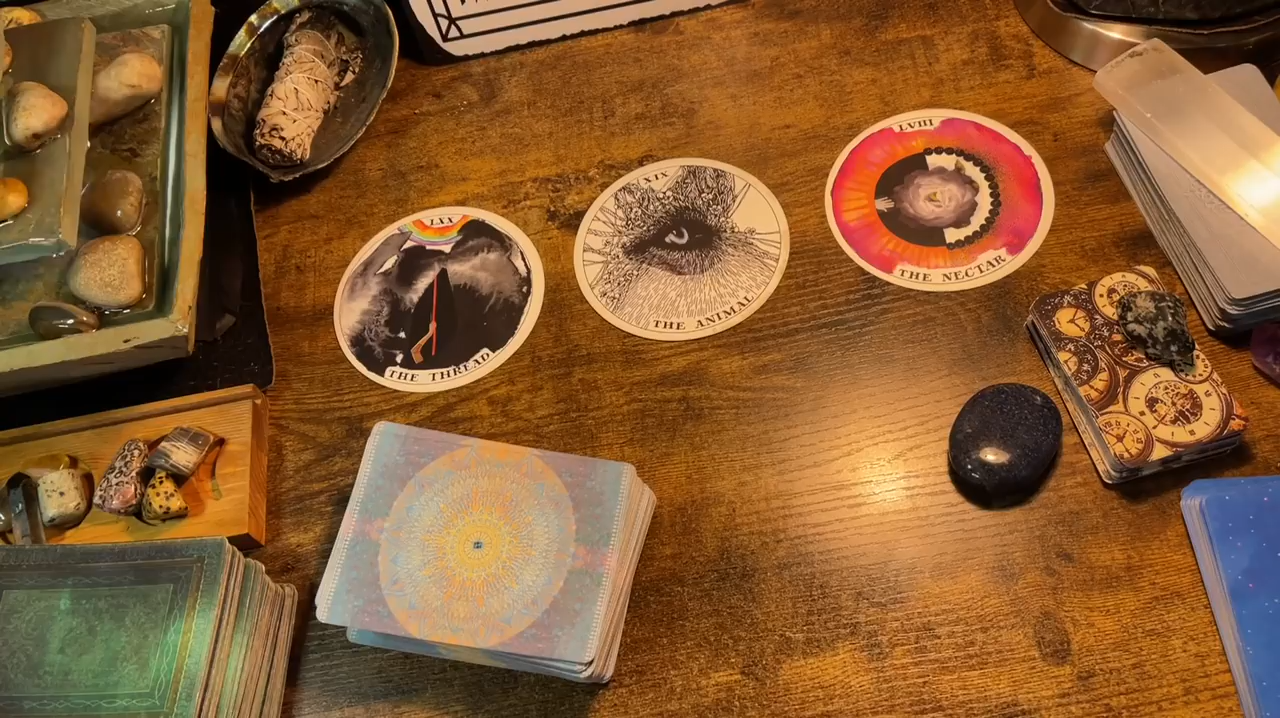 LXX
THE THREAD
XIX
THE ANIMAL
LVIII
THE NECTAR